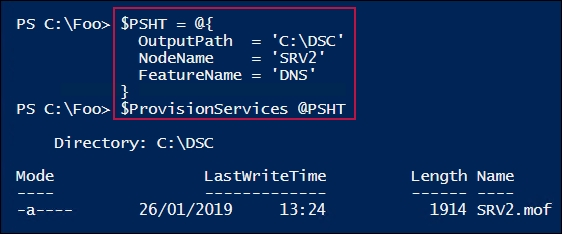 PS C:\Foo> $PSHT = @{
OutputPath = 'C:\DSC'
NodeName = 'SRV2'
FeatureName = 'DNS'
}
PS C:\Foo> $ProvisionServices @PSHT
Directory: C:\DSC
Mode LastWriteTime Length Name
---- ------------- ------ ----
-a---- 26/01/2019 13:24 1914 SRV2.mof